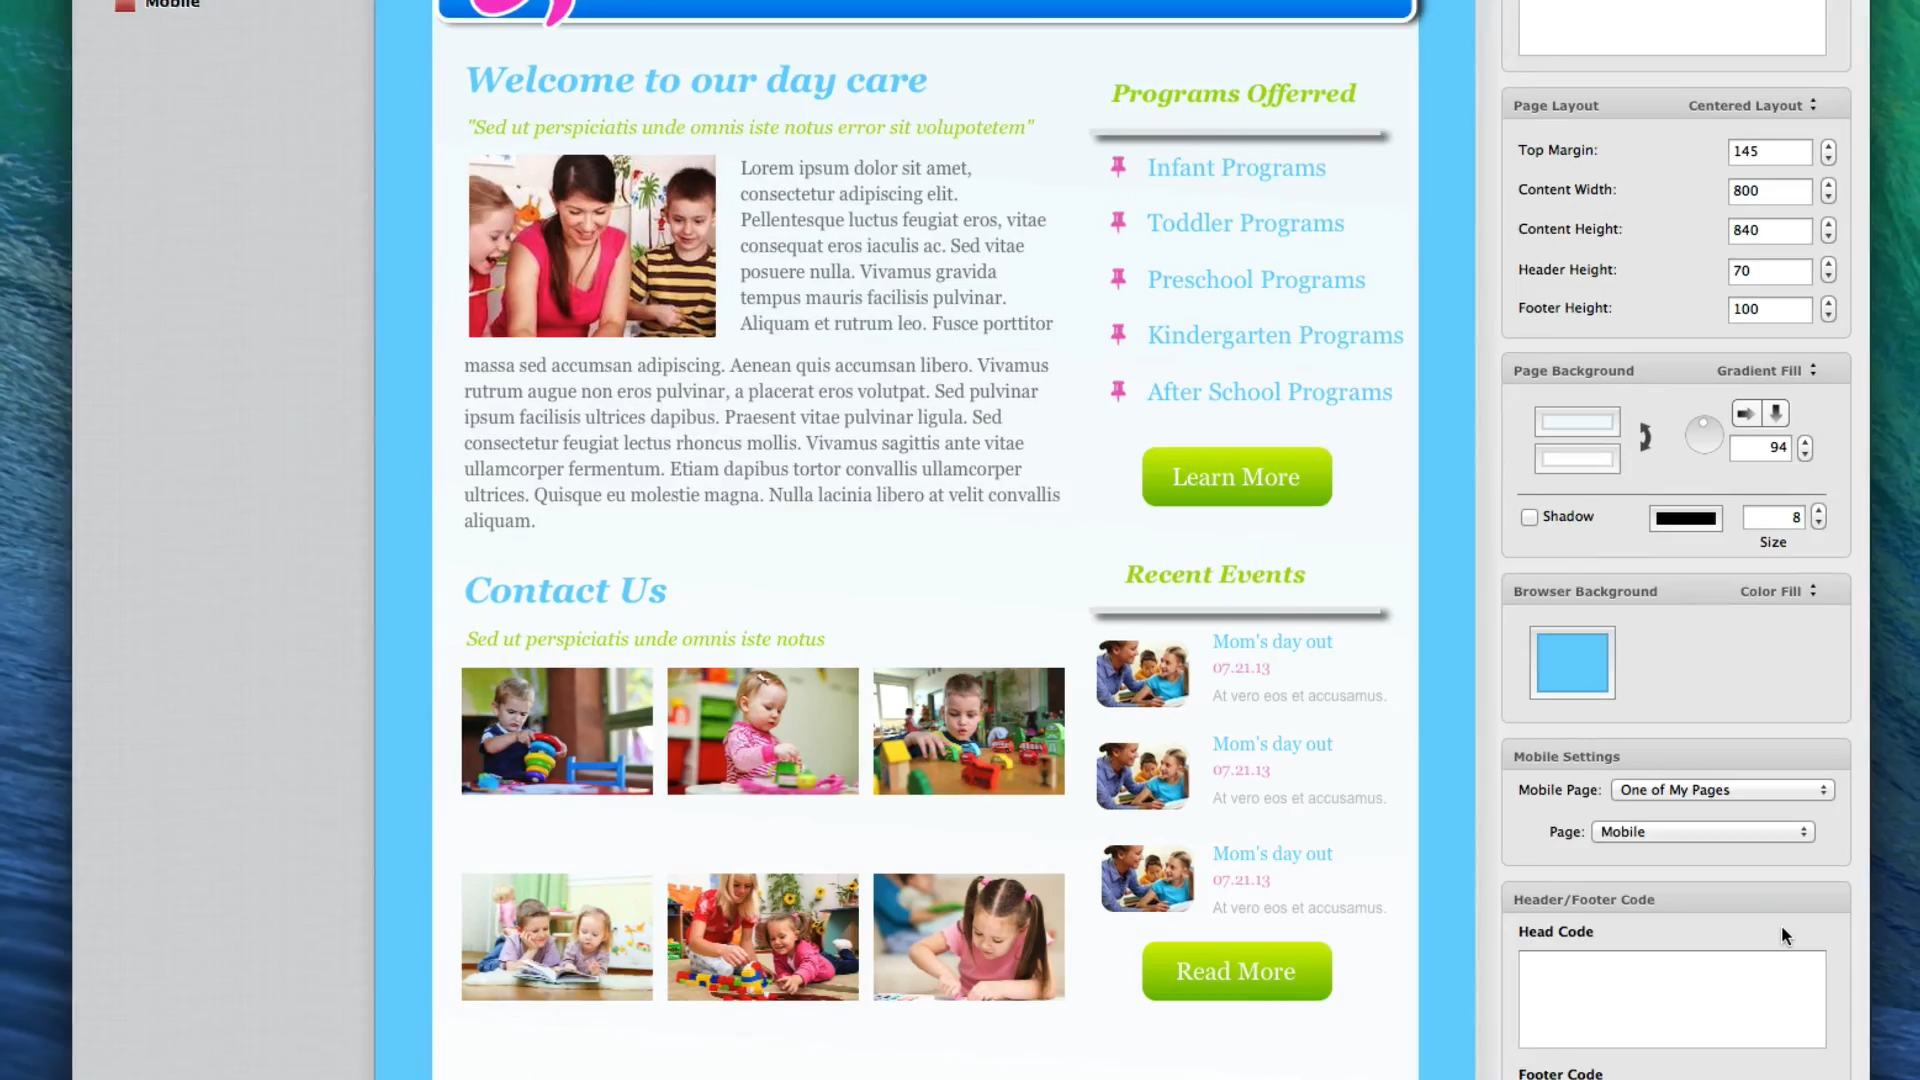 Mobile
Welcome to our day care
"Sed ut perspiciatis unde omnis iste notus error sit volupotetem"
Lorem ipsum dolor sit amet,
consectetur adipiscing elit.
Pellentesque luctus feugiat eros, vitae
consequat eros iaculis ac. Sed vitae
posuere nulla. Vivamus gravida
tempus mauris facilisis pulvinar.
Aliquam et rutrum leo. Fusce porttitor
massa sed accumsan adipiscing. Aenean quis accumsan libero. Vivamus
rutrum augue non eros pulvinar, a placerat eros volutpat. Sed pulvinar
ipsum facilisis ultrices dapibus. Praesent vitae pulvinar ligula. Sed
consectetur feugiat lectus rhoncus mollis. Vivamus sagittis ante vitae
ullamcorper fermentum. Etiam dapibus tortor convallis ullamcorper
ultrices. Quisque eu molestie magna. Nulla lacinia libero at velit convallis
aliquam.
Contact Us
Sed ut perspiciatis unde omnis iste notus
Programs Offerred
Infant Programs
Toddler Programs
Preschool Programs
Kindergarten Programs
After School Programs
Learn More
Recent Events
Mom's day out
07.21.13
At vero eos et accusamus.
Mom's day out
07.21.13
At vero eos et accusamus.
Mom's day out
07.21.13
At vero eos et accusamus.
Read More
Page Layout Centered Layout
Top Margin: 145
Content Width: 800
Content Height: 840
Header Height: 70
Footer Height: 100
Page Background Gradient Fill
94
Shadow 8
Size
Browser Background Color Fill
Mobile Settings
Mobile Page: One of My Pages
Page: Mobile
Header/Footer Code
Head Code
Footer Code